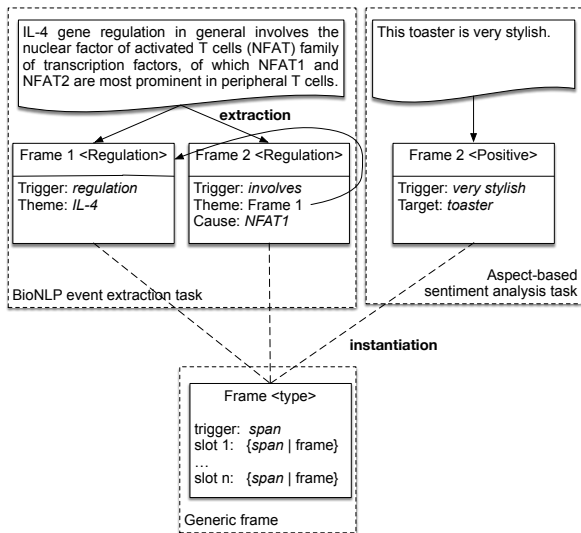 IL-4 gene regulation in general involves the
nuclear factor of activated T cells (NFAT) family
of transcription factors, of which NFAT1 and
NFAT2 are most prominent in peripheral T cells.
This toaster is very stylish.
extraction
Frame 1 <Regulation>
Trigger: regulation
Theme: IL-4
Frame 2 <Regulation>
Trigger: involves
Theme: Frame 1
Cause: NFAT1
Frame 2 <Positive>
Trigger: very stylish
Target: toaster
BioNLP event extraction task
Aspect-based
sentiment analysis task
instantiation
Frame <type>
trigger: span
slot 1: {span | frame}
...
slot n: {span | frame}
Generic frame